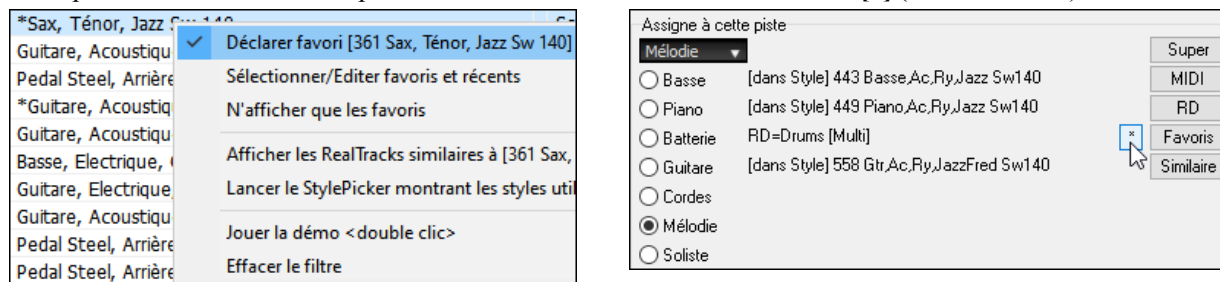 *Sax, Ténor, Jazz Sw 140
Guitare, Acoustiqu
Pedal Steel, Arrière
*Guitare, Acoustiq
Guitare, Acoustiqu
Basse, Electrique,
Guitare, Electrique,
Guitare, Acoustiqu
Pedal Steel, Arrière
Pedal Steel, Arrière
Déclarer favori [361 Sax, Ténor, Jazz Sw 140]
Sélectionner/Editer favoris et récents
N'afficher que les favoris
Afficher les RealTracks similaires à [361 Sax,
Lancer le StylePicker montrant les styles util
Jouer la démo <double clic>
Effacer le filtre
Assigne à cette piste
Mélodie
Super
Basse [dans Style] 443 Basse,Ac,Ry,Jazz Sw140 MIDI
Piano [dans Style] 449 Piano,Ac,Ry,Jazz Sw140 RD
Batterie RD=Drums [Multi] * Favoris
Guitare [dans Style] 558 Gtr,Ac,Ry,JazzFred Sw140 Similaire
Cordes
Mélodie
Soliste